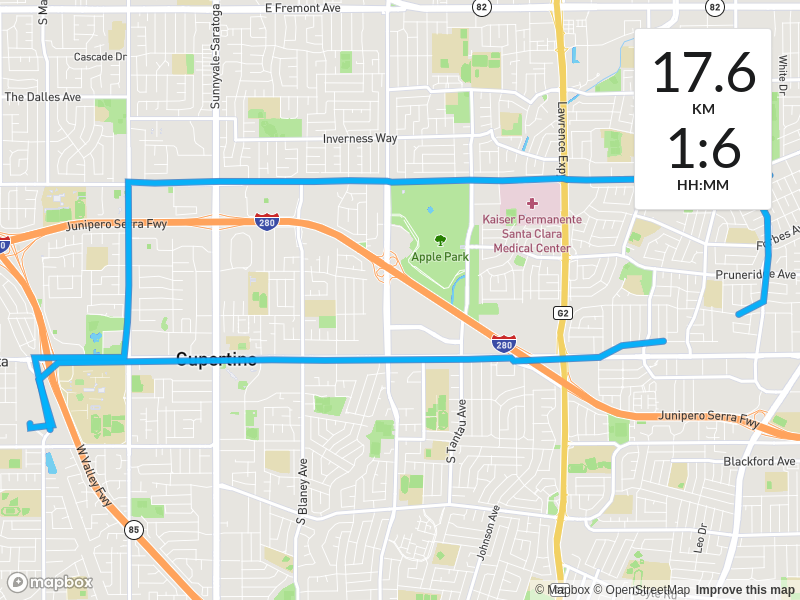 E Fremont Ave
82
82
Cascade Dr
Sunnyvale-Saratoga
White Dr
The Dalles Ave
17.6
KM
Inverness Way
Lawrence Expy
1:6
HH:MM
Junipero Serra Fwy
280
Kaiser Permanente
Santa Clara
Medical Center
Apple Park
Forbes Ave
Pruneridge Ave
G2
280
Cupertino
S Tantau Ave
Junipero Serra Fwy
Blackford Ave
W Valley Fwy
S Blaney Ave
Johnson Ave
Leo Dr
85
mapbox
© Mapbox © OpenStreetMap Improve this map